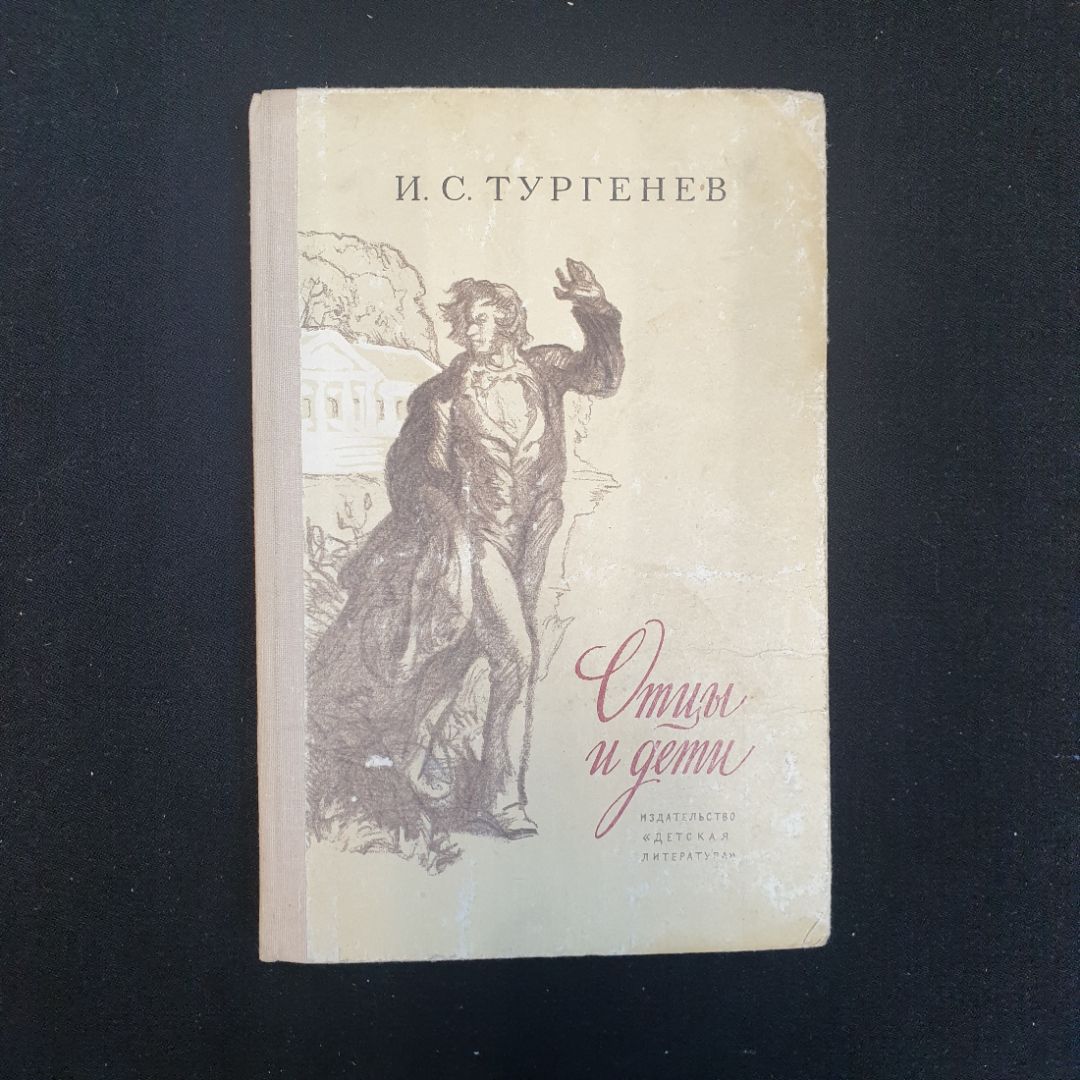 И. С. ТУРГЕНЕВ
Отцы
и дети
ИЗДАТЕЛЬСТВО
«ДЕТСКАЯ
ЛИТЕРАТУРА»